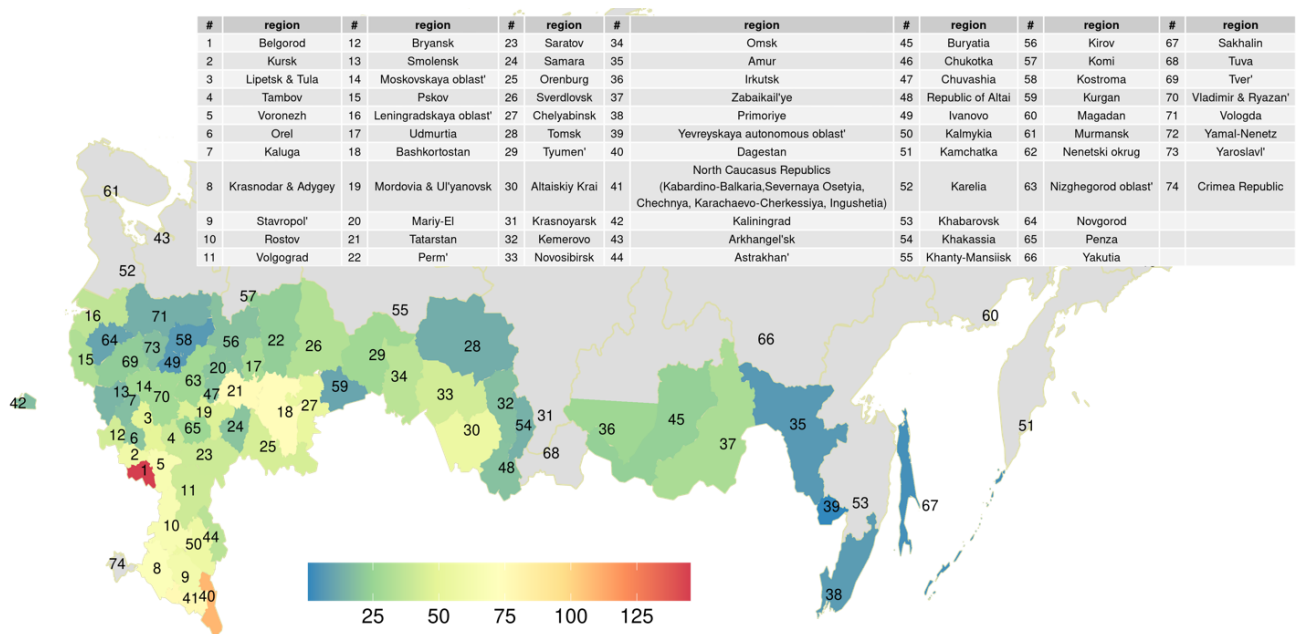 # region # region # region # region # region # region # region
1 Belgorod 12 Bryansk 23 Saratov 34 Omsk 45 Buryatia 56 Kirov 67 Sakhalin
2 Kursk 13 Smolensk 24 Samara 35 Amur 46 Chukotka 57 Komi 68 Tuva
3 Lipetsk & Tula 14 Moskovskaya oblast' 25 Orenburg 36 Irkutsk 47 Chuvashia 58 Kostroma 69 Tver'
4 Tambov 15 Pskov 26 Sverdlovsk 37 Zabaikail'ye 48 Republic of Altai 59 Kurgan 70 Vladimir & Ryazan'
5 Voronezh 16 Leningradskaya oblast' 27 Chelyabinsk 38 Primoriye 49 Ivanovo 60 Magadan 71 Vologda
6 Orel 17 Udmurtia 28 Tomsk 39 Yevreyskaya autonomous oblast' 50 Kalmykia 61 Murmansk 72 Yamal-Nenetz
7 Kaluga 18 Bashkortostan 29 Tyumen' 40 Dagestan 51 Kamchatka 62 Nenetski okrug 73 Yaroslavl'
North Caucasus Republics
8 Krasnodar & Adygey 19 Mordovia & Ul'yanovsk 30 Altaiskiy Krai 41 (Kabardino-Balkaria,Severnaya Osetyia, 52 Karelia 63 Nizhegorod oblast' 74 Crimea Republic
Chechnya, Karachaevo-Cherkessiya, Ingushetia)
9 Stavropol' 20 Mariy-El 31 Krasnoyarsk 42 Kaliningrad 53 Khabarovsk 64 Novgorod
10 Rostov 21 Tatarstan 32 Kemerovo 43 Arkhangel'sk 54 Khakassia 65 Penza
11 Volgograd 22 Perm' 33 Novosibirsk 44 Astrakhan' 55 Khanty-Mansiisk 66 Yakutia
61
43
52
57
55
16 71 60
64 73 58 56 22 26 28 66
15 69 49 20 17 29
63 34
13 7 14 70 47 21 59 33
42 3 19 18 27 32 31 36 45 35 51
12 6 4 65 24 30 54 37
2 5 23 25 68
1 48
11 39 53 67
10
50 44
74 8 9
41 40 38
25 50 75 100 125